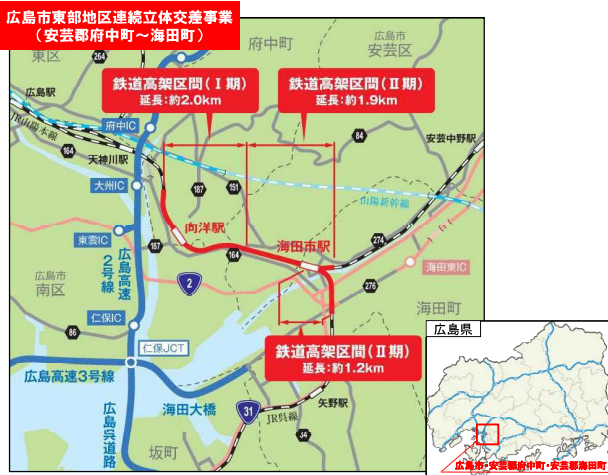 広島市東部地区連続立体交差事業
（安芸郡府中町～海田町）
東区
264
府中町
広島市
安芸区
鉄道高架区間（Ⅰ期）
延長：約2.0km
鉄道高架区間（Ⅱ期）
延長：約1.9km
広島駅
JR山陽本線
府中IC
164
天神川駅
84
安芸中野駅
大州IC
187
151
山陽新幹線
向洋駅
東雲IC
187
164
海田市駅
274
広島高速
2号線
広島市
南区
2
海田東IC
276
海田町
86
仁保IC
仁保JCT
鉄道高架区間（Ⅱ期）
延長：約1.2km
広島高速3号線
海田大橋
矢野駅
31
JR呉線
34
広島呉道路
坂町
広島県
広島市・安芸郡府中町・安芸郡海田町